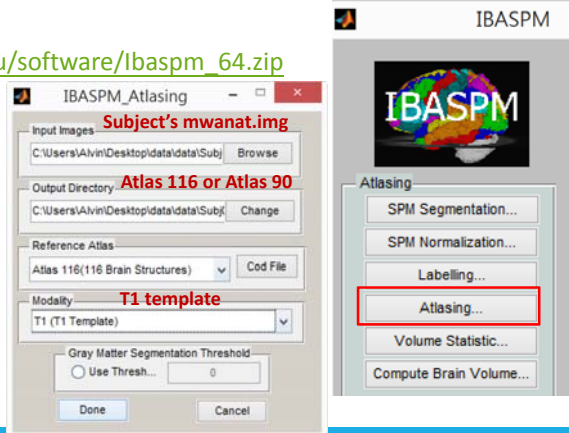 u/software/Ibaspm_64.zip
IBASPM_Atlasing
Input Images Subject's mwanat.img
C:\Users\Alvin\Desktop\data\data\Subj Browse
Output Directory Atlas 116 or Atlas 90
C:\Users\Alvin\Desktop\data\data\Subj Change
Reference Atlas
Atlas 116(116 Brain Structures) Cod File
Modality T1 template
T1 (T1 Template)
Gray Matter Segmentation Threshold
Use Thresh... 0
Done Cancel
IBASPM
IBASPM
Atlasing
SPM Segmentation...
SPM Normalization...
Labelling...
Atlasing...
Volume Statistic...
Compute Brain Volume...